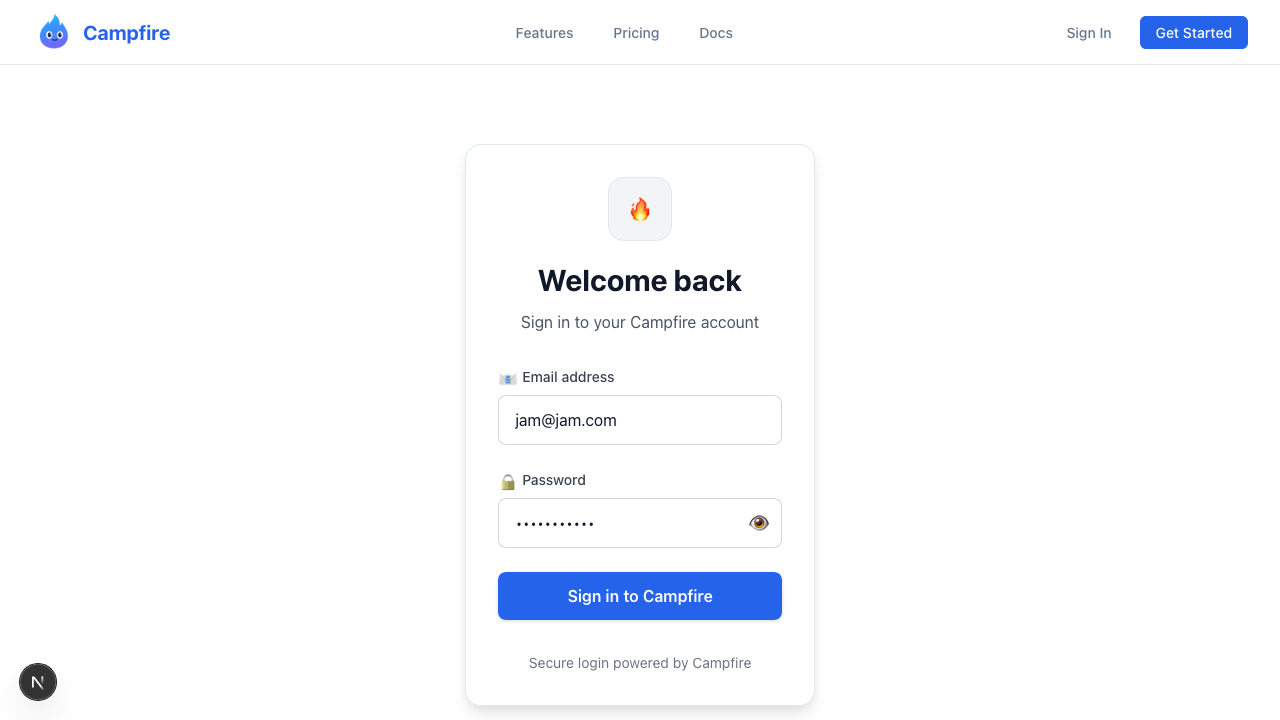 Campfire
Features
Pricing
Docs
Sign In
Get Started
Welcome back
Sign in to your Campfire account
Email address
jam@jam.com
Password
•••••••••••
Sign in to Campfire
Secure login powered by Campfire
N